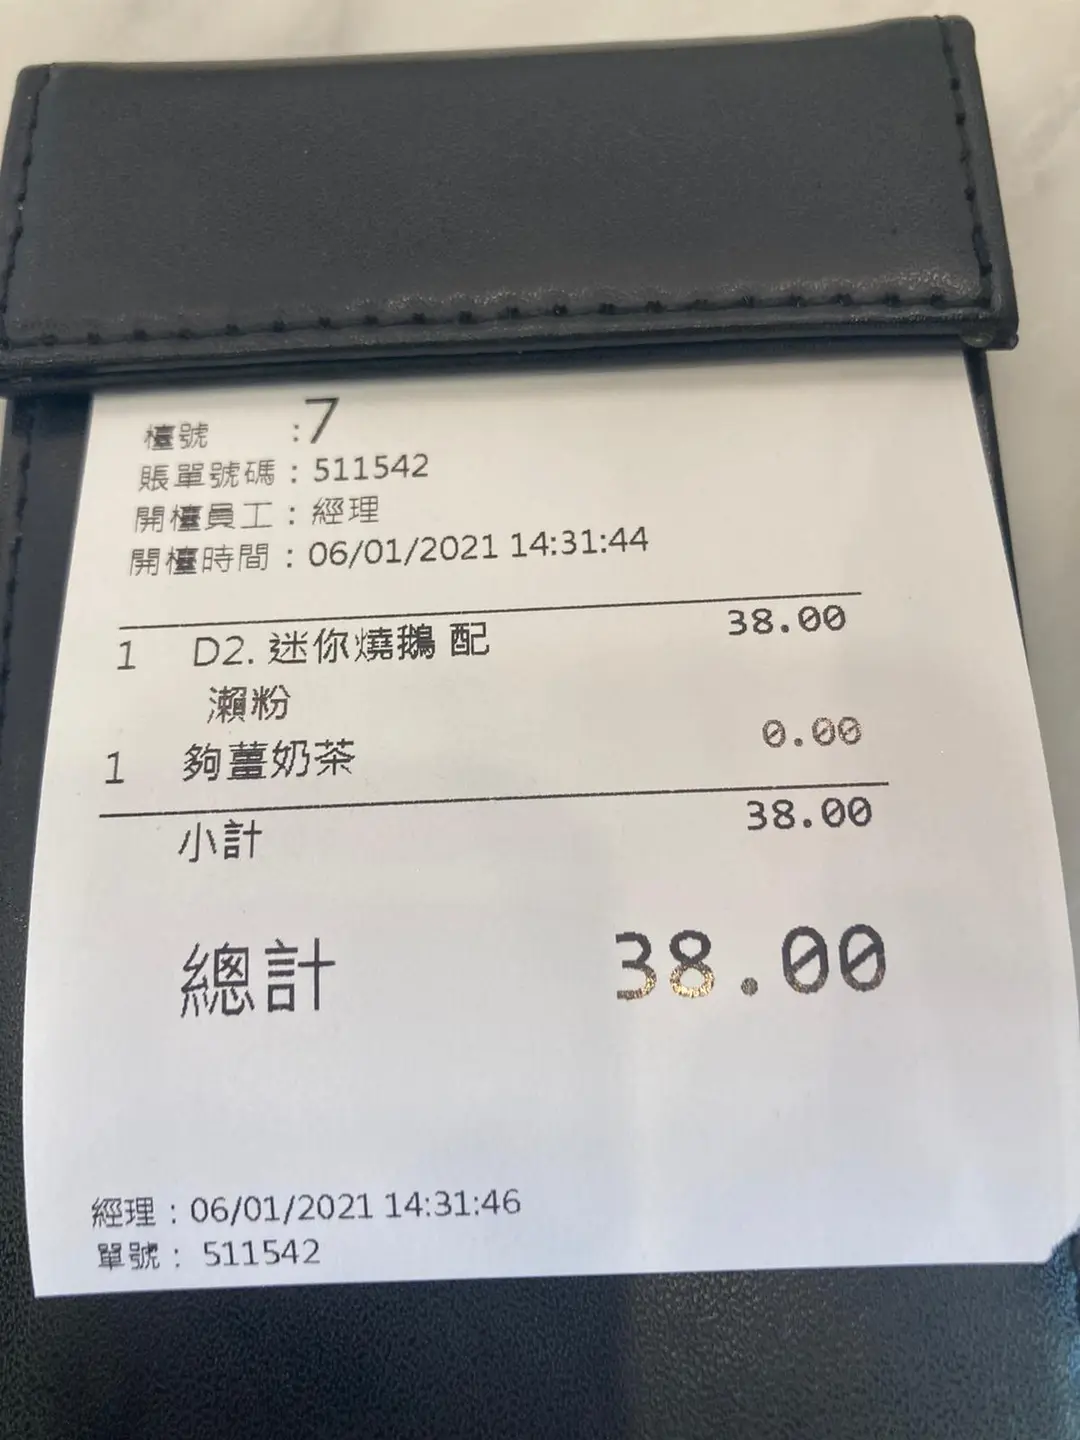 檯號 :7
賬單號碼：511542
開檯員工：經理
開檯時間：06/01/2021 14:31:44
1 D2. 迷你燒鵝 配 38.00
瀨粉
1 夠薑奶茶 0.00
小計 38.00
總計 38.00
經理：06/01/2021 14:31:46
單號：511542